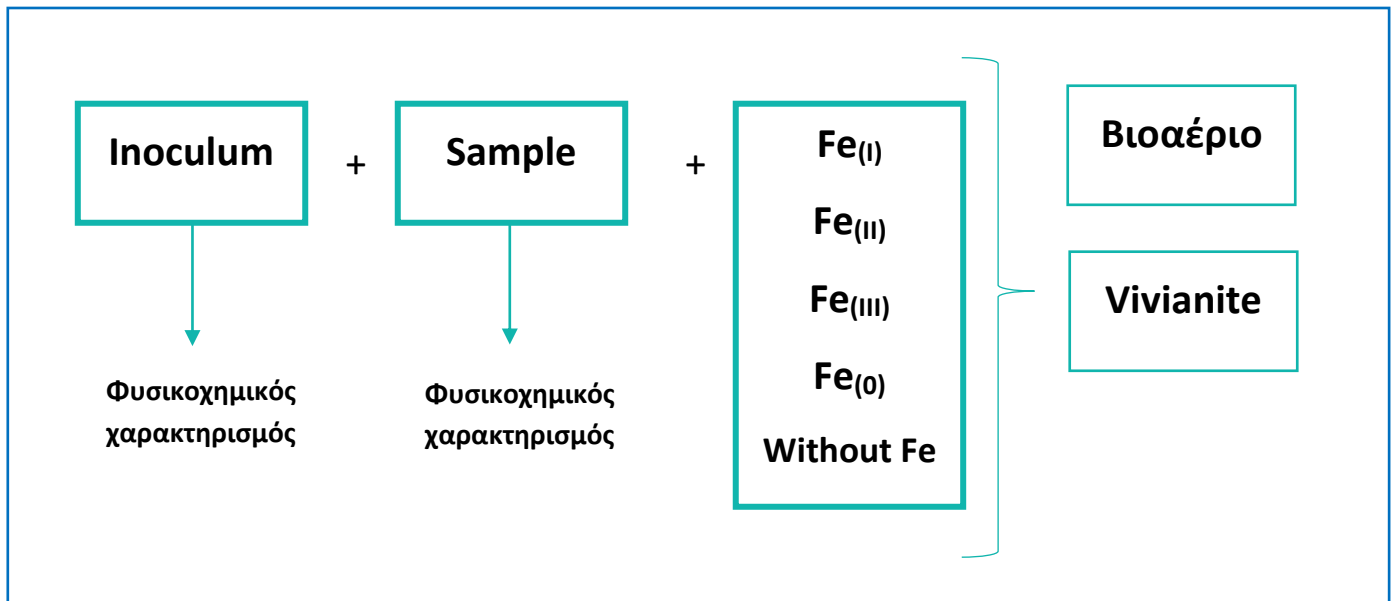 Inoculum
+
Sample
+
Fe(I)
Fe(II)
Fe(III)
Fe(0)
Without Fe
Βιοαέριο
Vivianite
Φυσικοχημικός
χαρακτηρισμός
Φυσικοχημικός
χαρακτηρισμός